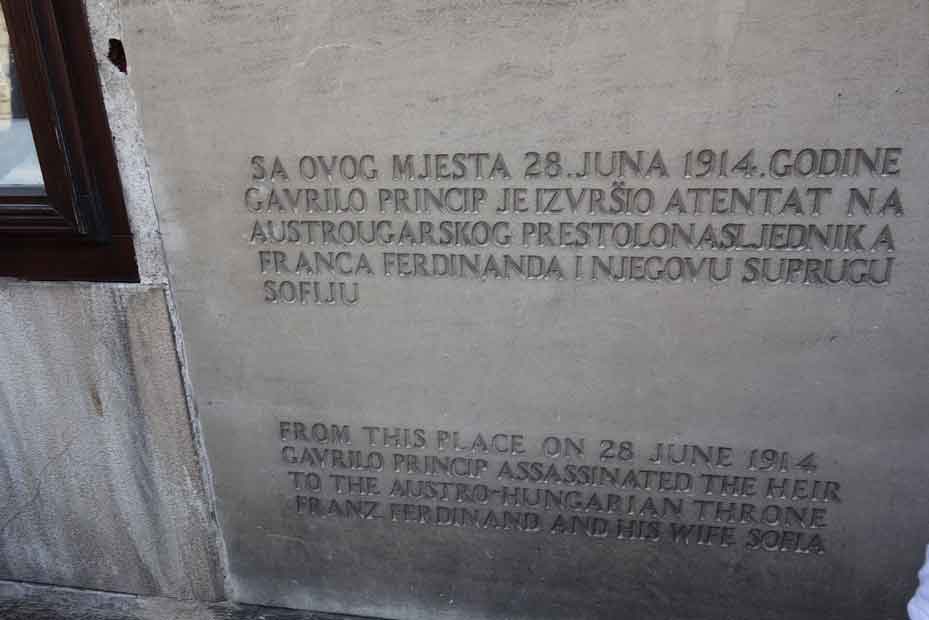 SA OVOG MJESTA 28. JUNA 1914. GODINE
GAVRILO PRINCIP JE IZVRŠIO ATENTAT NA
AUSTROUGARSKOG PRESTOLONASLJEDNIKA
FRANCA FERDINANDA I NJEGOVU SUPRUGU
SOFIJU
FROM THIS PLACE ON 28 JUNE 1914
GAVRILO PRINCIP ASSASSINATED THE HEIR
TO THE AUSTRO-HUNGARIAN THRONE
FRANZ FERDINAND AND HIS WIFE SOFIA